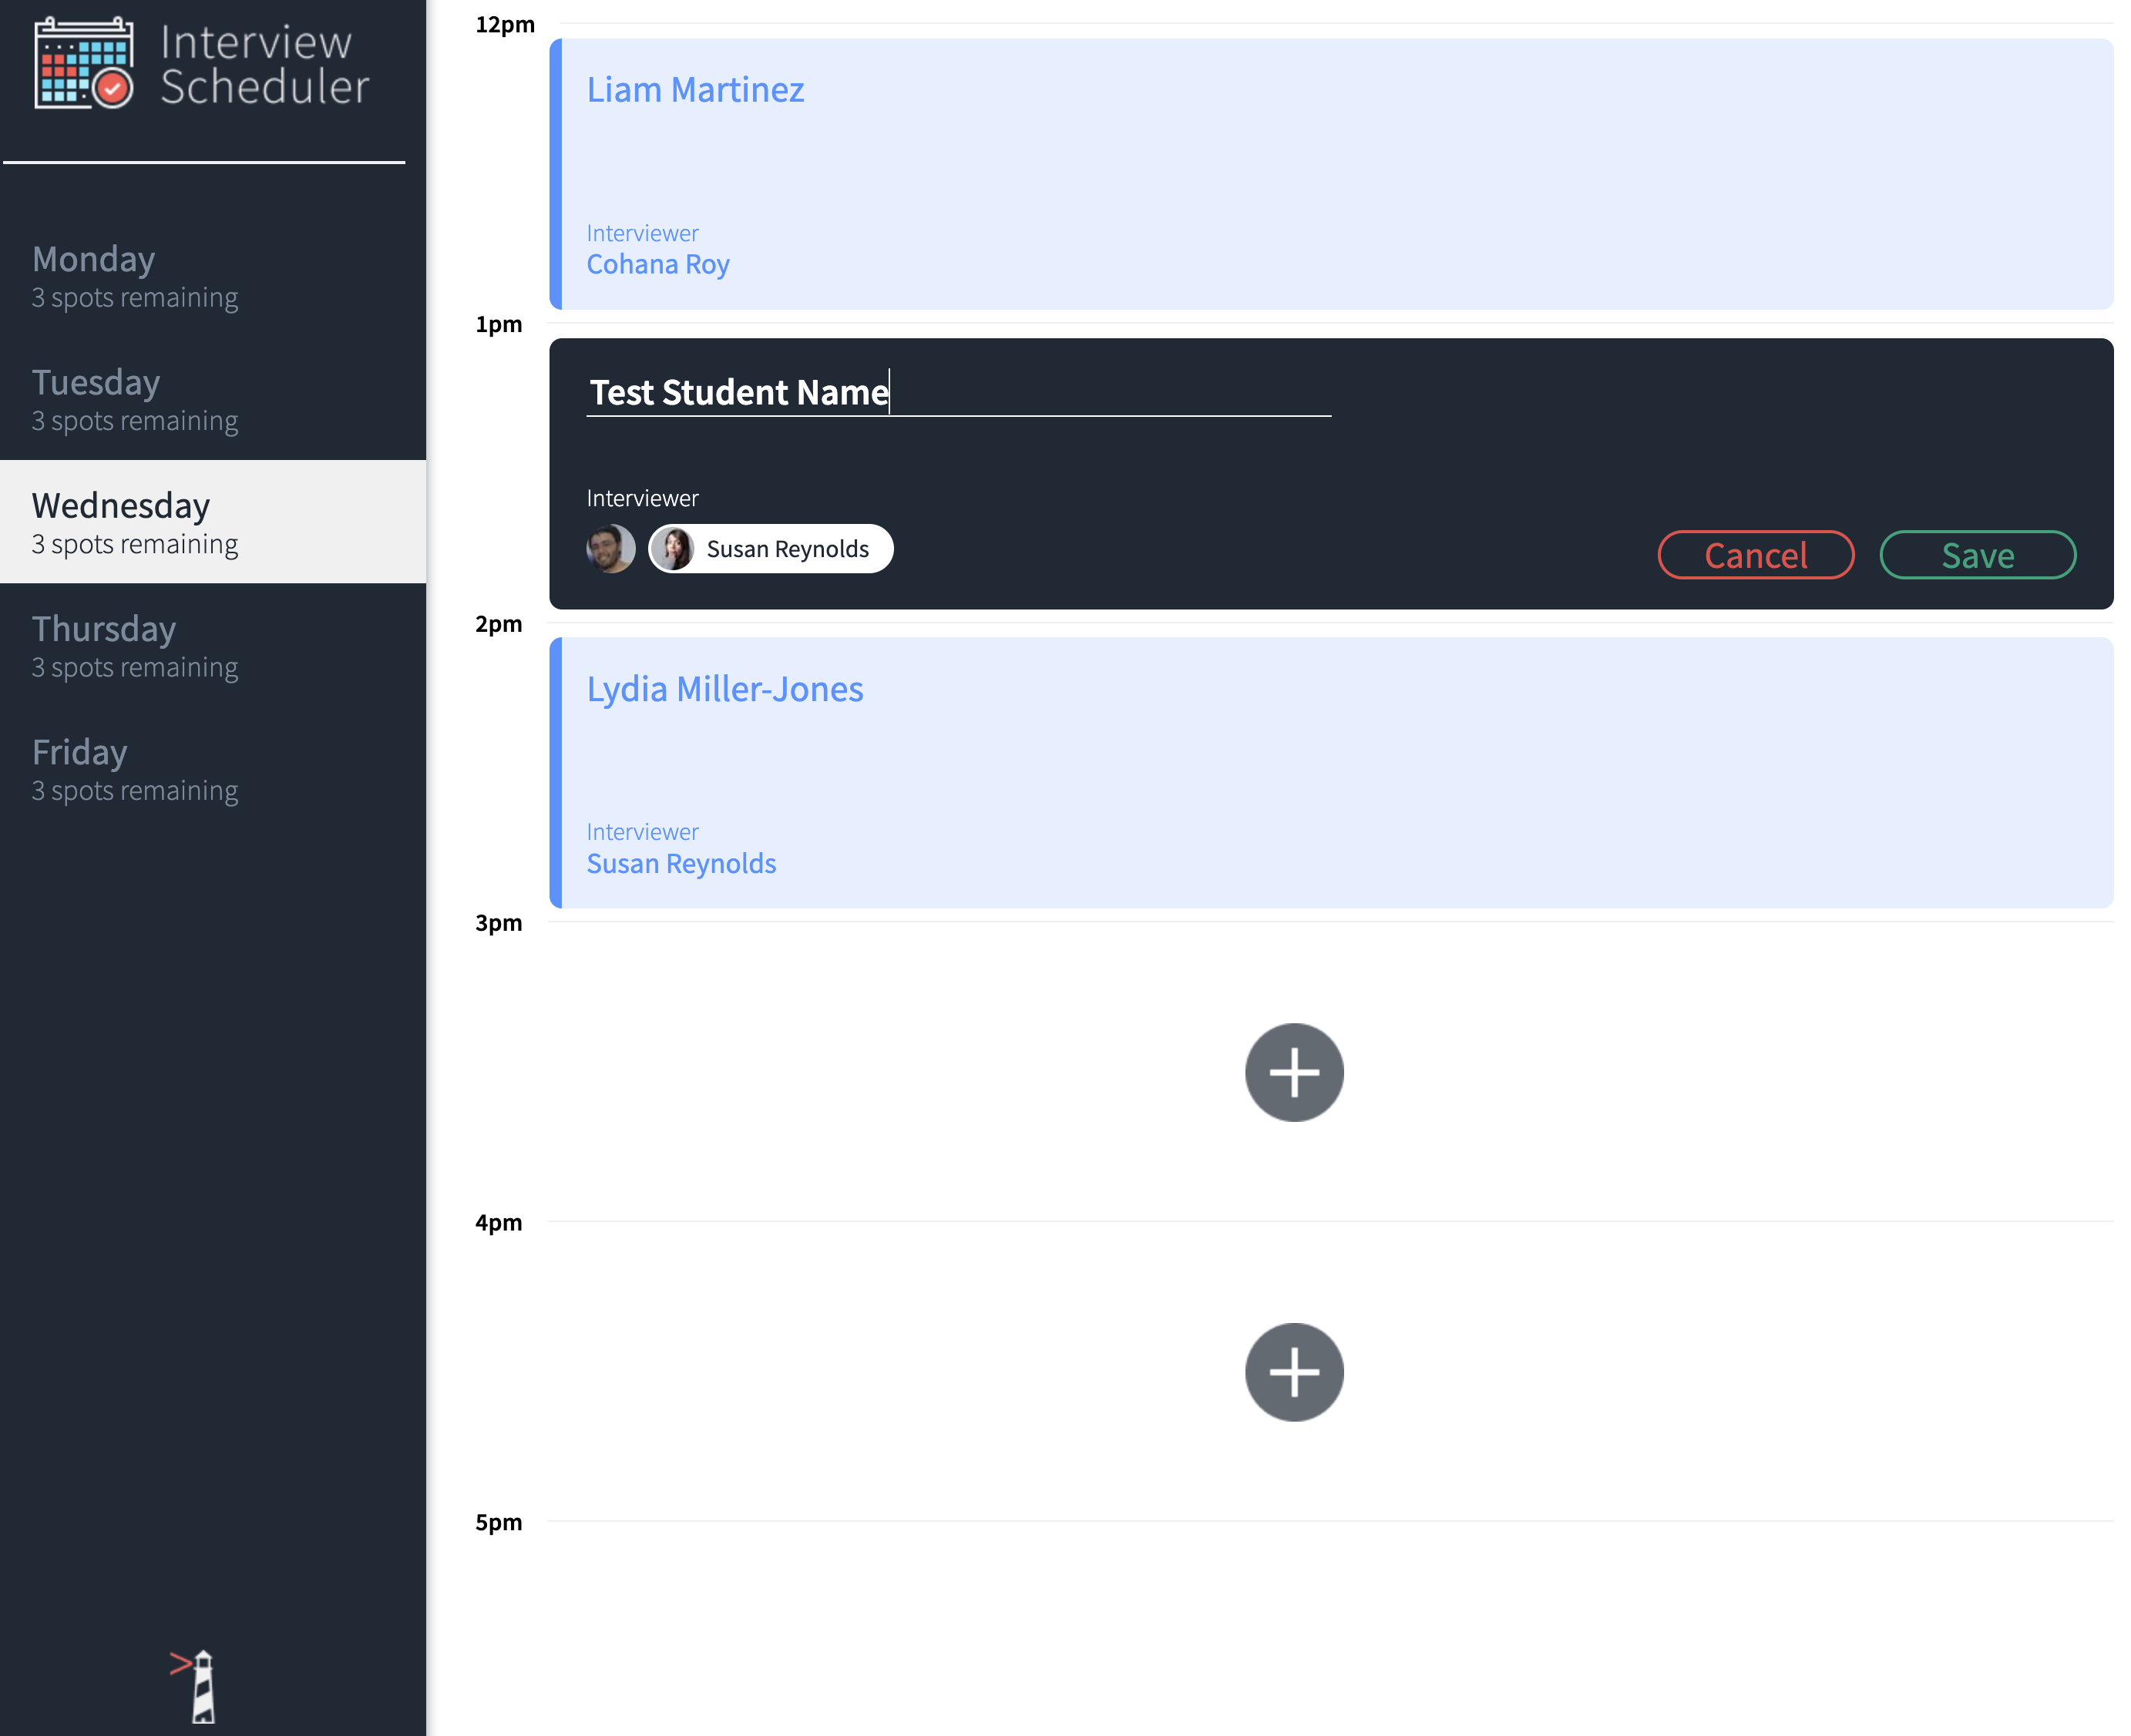 Interview
Scheduler
Monday
3 spots remaining
Tuesday
3 spots remaining
Wednesday
3 spots remaining
Thursday
3 spots remaining
Friday
3 spots remaining
12pm
Liam Martinez
Interviewer
Cohana Roy
1pm
Test Student Name
Interviewer
Susan Reynolds
Cancel
Save
2pm
Lydia Miller-Jones
Interviewer
Susan Reynolds
3pm
4pm
5pm